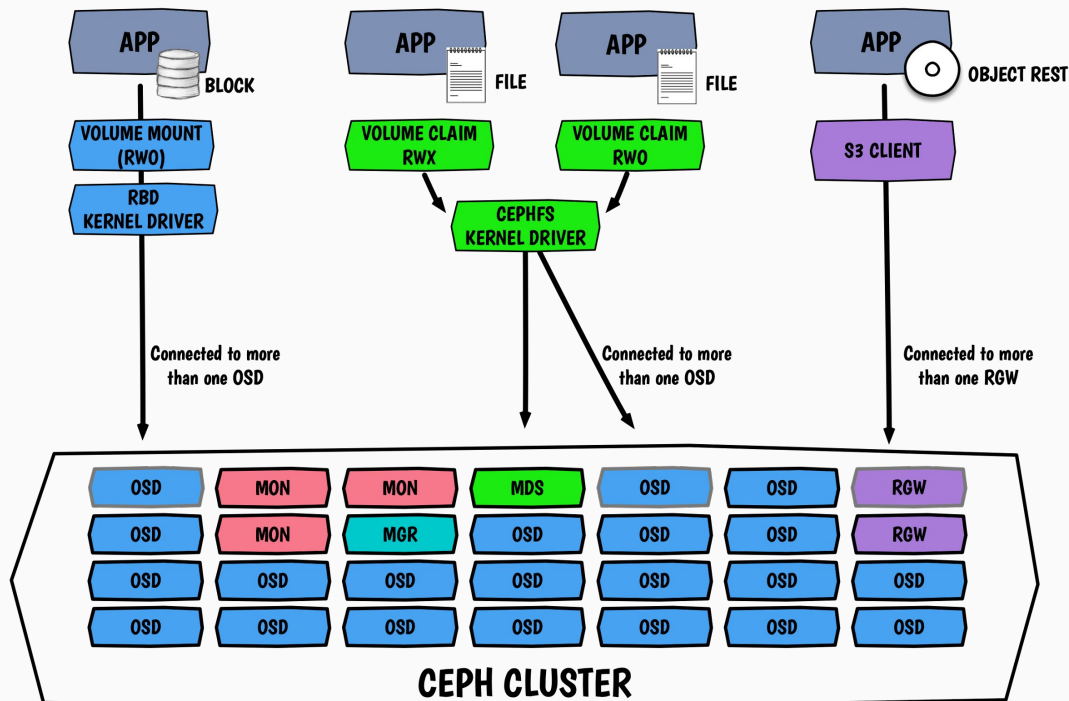 APP
BLOCK
VOLUME MOUNT
(RWO)
RBD
KERNEL DRIVER
Connected to more
than one OSD
APP
FILE
VOLUME CLAIM
RWX
APP
FILE
VOLUME CLAIM
RWO
CEPHFS
KERNEL DRIVER
Connected to more
than one OSD
APP
OBJECT REST
S3 CLIENT
Connected to more
than one RGW
OSD MON MON MDS OSD OSD RGW
OSD MON MGR OSD OSD OSD RGW
OSD OSD OSD OSD OSD OSD OSD
OSD OSD OSD OSD OSD OSD OSD
CEPH CLUSTER